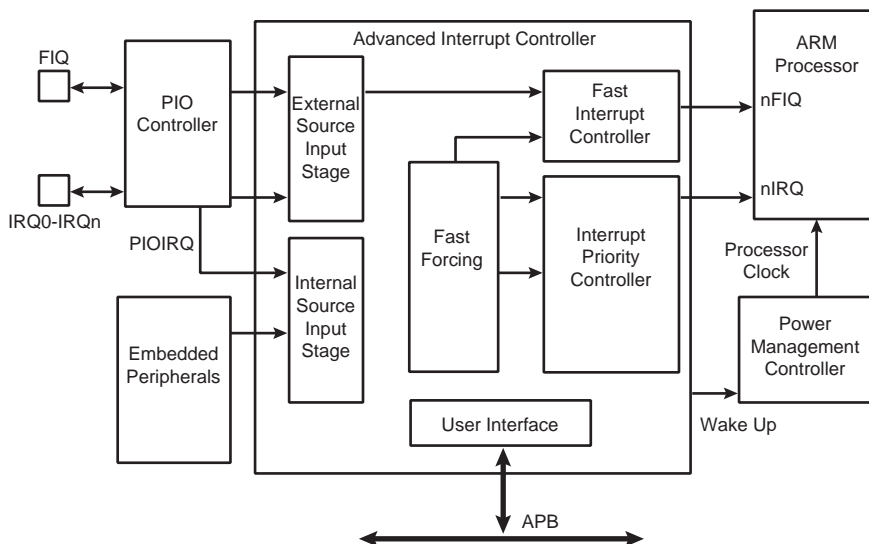 FIQ
PIO
Controller
IRQ0-IRQn
PIOIRQ
Embedded
Peripherals
Advanced Interrupt Controller
External
Source
Input
Stage
Internal
Source
Input
Stage
Fast
Forcing
Fast
Interrupt
Controller
Interrupt
Priority
Controller
User Interface
APB
ARM
Processor
nFIQ
nIRQ
Processor
Clock
Power
Management
Controller
Wake Up